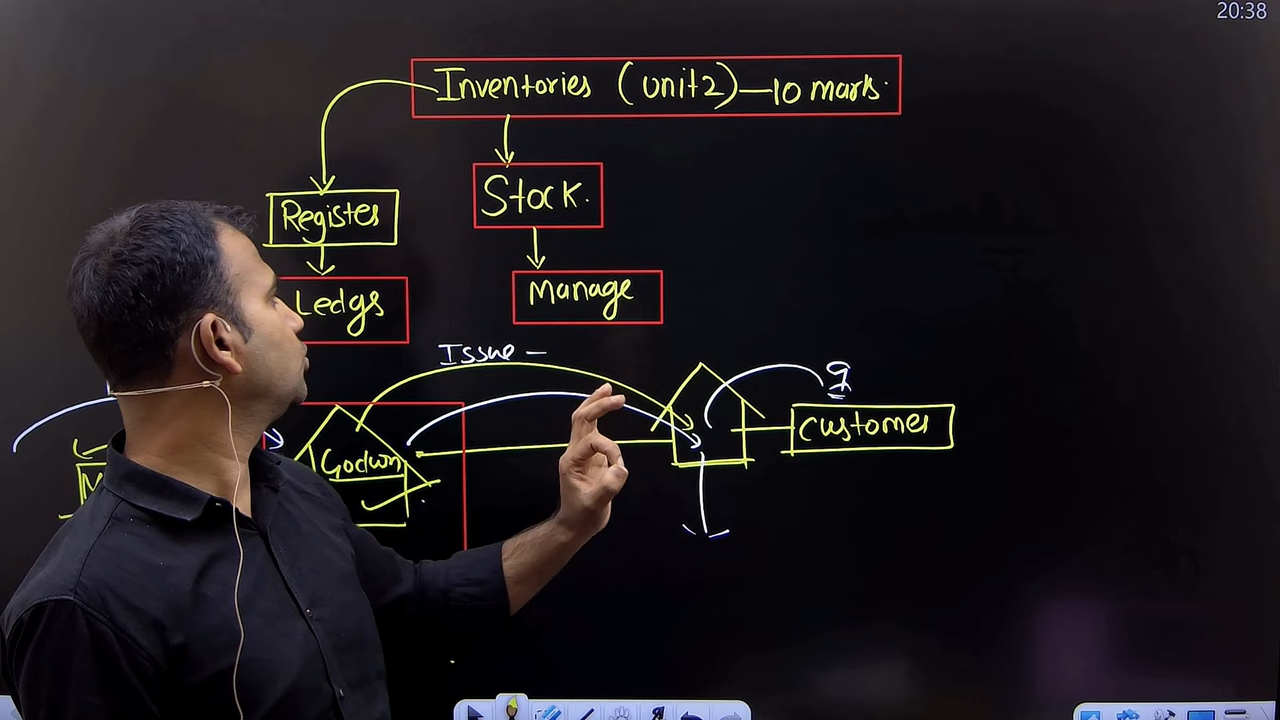 20:38
Inventories (Unit2)—10 marks.
Register
Stock.
Ledgs
Manage
Issue –
M
Godwn
customer